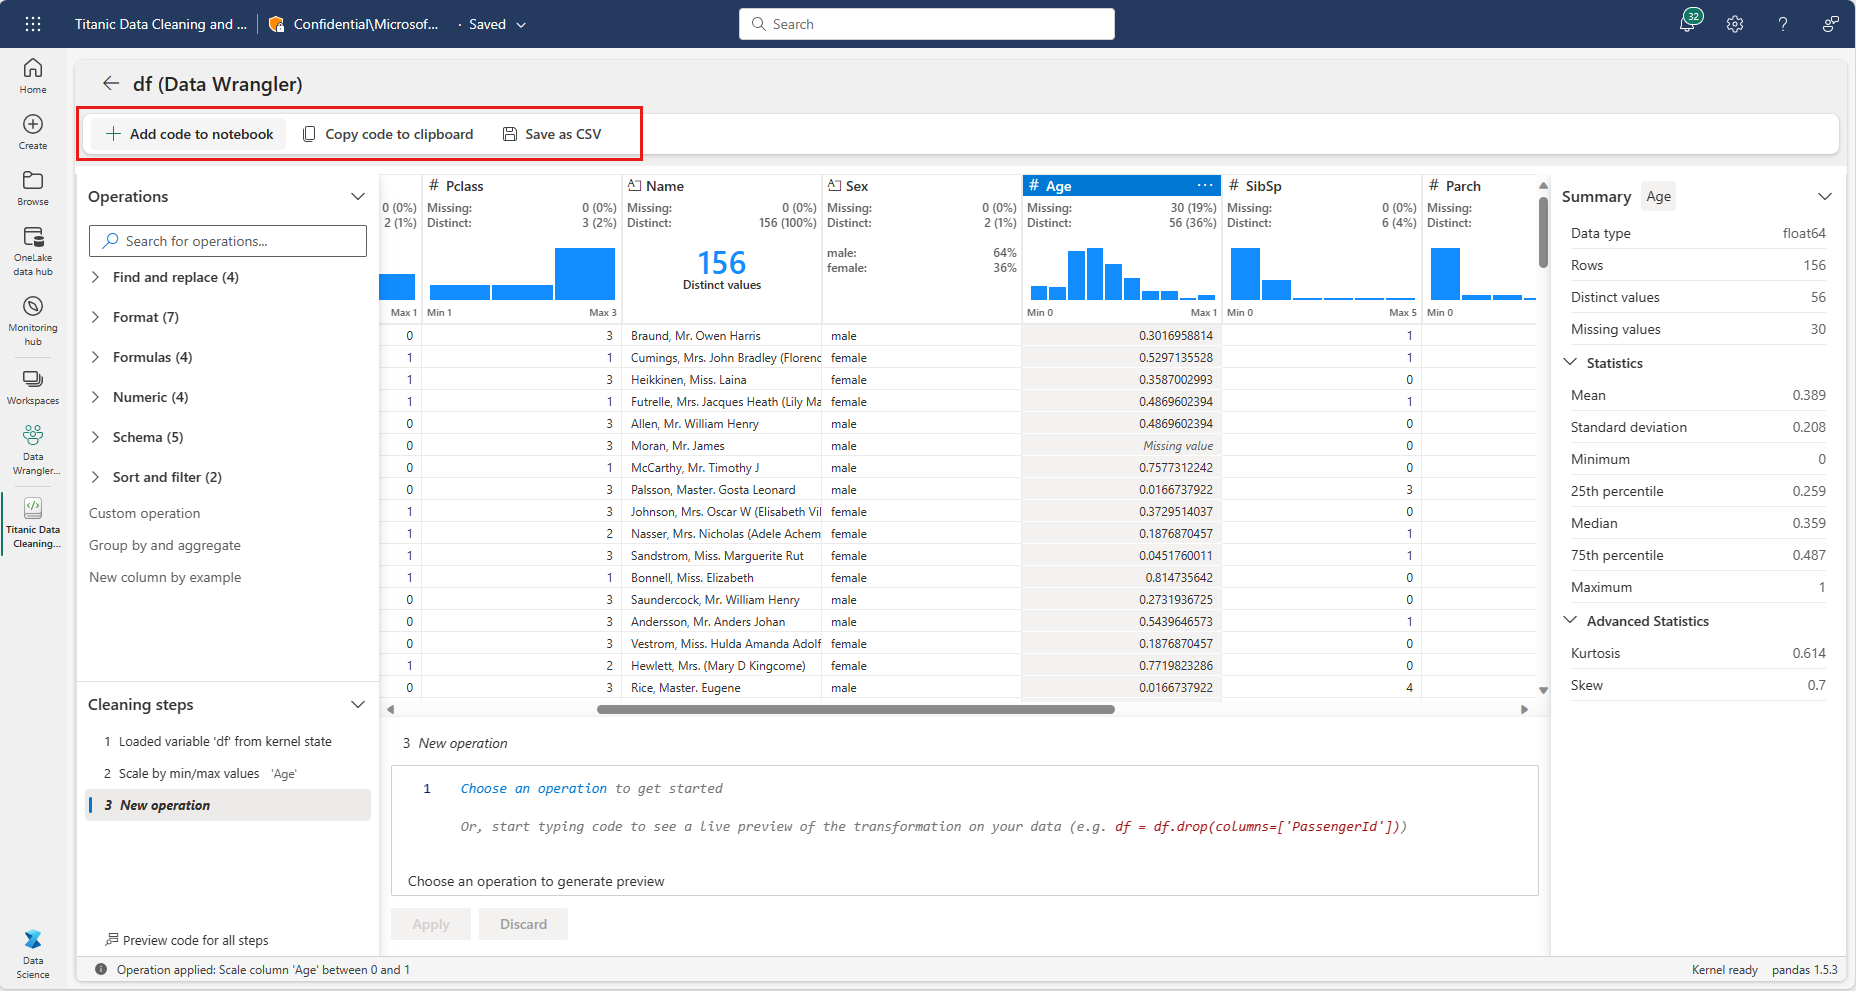 Titanic Data Cleaning and ...
Confidential\Microsof...
· Saved
Search
32
?
Home
Create
Browse
OneLake
data hub
Monitoring
hub
Workspaces
Data
Wrangler...
Titanic Data
Cleaning...
Data
Science
df (Data Wrangler)
Add code to notebook
Copy code to clipboard
Save as CSV
Operations
Search for operations...
Find and replace (4)
Format (7)
Formulas (4)
Numeric (4)
Schema (5)
Sort and filter (2)
Custom operation
Group by and aggregate
New column by example
Cleaning steps
1 Loaded variable 'df' from kernel state
2 Scale by min/max values 'Age'
3 New operation
Preview code for all steps
# Pclass Name Sex # Age ... # SibSp # Parch
0 (0%) Missing: 0 (0%) Missing: 0 (0%) Missing: 0 (0%) Missing: 30 (19%) Missing: 0 (0%) Missing:
2 (1%) Distinct: 3 (2%) Distinct: 156 (100%) Distinct: 2 (1%) Distinct: 56 (36%) Distinct: 6 (4%) Distinct:
156
Distinct values
male: 64%
female: 36%
Max 1 Min 1 Max 3 Min 0 Max 1 Min 0 Max 5 Min 0
0 3 Braund, Mr. Owen Harris male 0.3016958814 1
1 1 Cumings, Mrs. John Bradley (Florenc female 0.5297135528 1
1 3 Heikkinen, Miss. Laina female 0.3587002993 0
1 1 Futrelle, Mrs. Jacques Heath (Lily Ma female 0.4869602394 1
0 3 Allen, Mr. William Henry male 0.4869602394 0
0 3 Moran, Mr. James male Missing value 0
0 1 McCarthy, Mr. Timothy J male 0.7577312242 0
0 3 Palsson, Master. Gosta Leonard male 0.0166737922 3
1 3 Johnson, Mrs. Oscar W (Elisabeth Vil female 0.3729514037 0
1 2 Nasser, Mrs. Nicholas (Adele Achem female 0.1876870457 1
1 3 Sandstrom, Miss. Marguerite Rut female 0.0451760011 1
1 1 Bonnell, Miss. Elizabeth female 0.814735642 0
0 3 Saundercock, Mr. William Henry male 0.2731936725 0
0 3 Andersson, Mr. Anders Johan male 0.5439646573 1
0 3 Vestrom, Miss. Hulda Amanda Adolf female 0.1876870457 0
1 2 Hewlett, Mrs. (Mary D Kingcome) female 0.7719823286 0
0 3 Rice, Master. Eugene male 0.0166737922 4
3 New operation
1 Choose an operation to get started
Or, start typing code to see a live preview of the transformation on your data (e.g. df = df.drop(columns=['PassengerId']))
Choose an operation to generate preview
Apply
Discard
Summary Age
Data type float64
Rows 156
Distinct values 56
Missing values 30
Statistics
Mean 0.389
Standard deviation 0.208
Minimum 0
25th percentile 0.259
Median 0.359
75th percentile 0.487
Maximum 1
Advanced Statistics
Kurtosis 0.614
Skew 0.7
Operation applied: Scale column 'Age' between 0 and 1
Kernel ready pandas 1.5.3